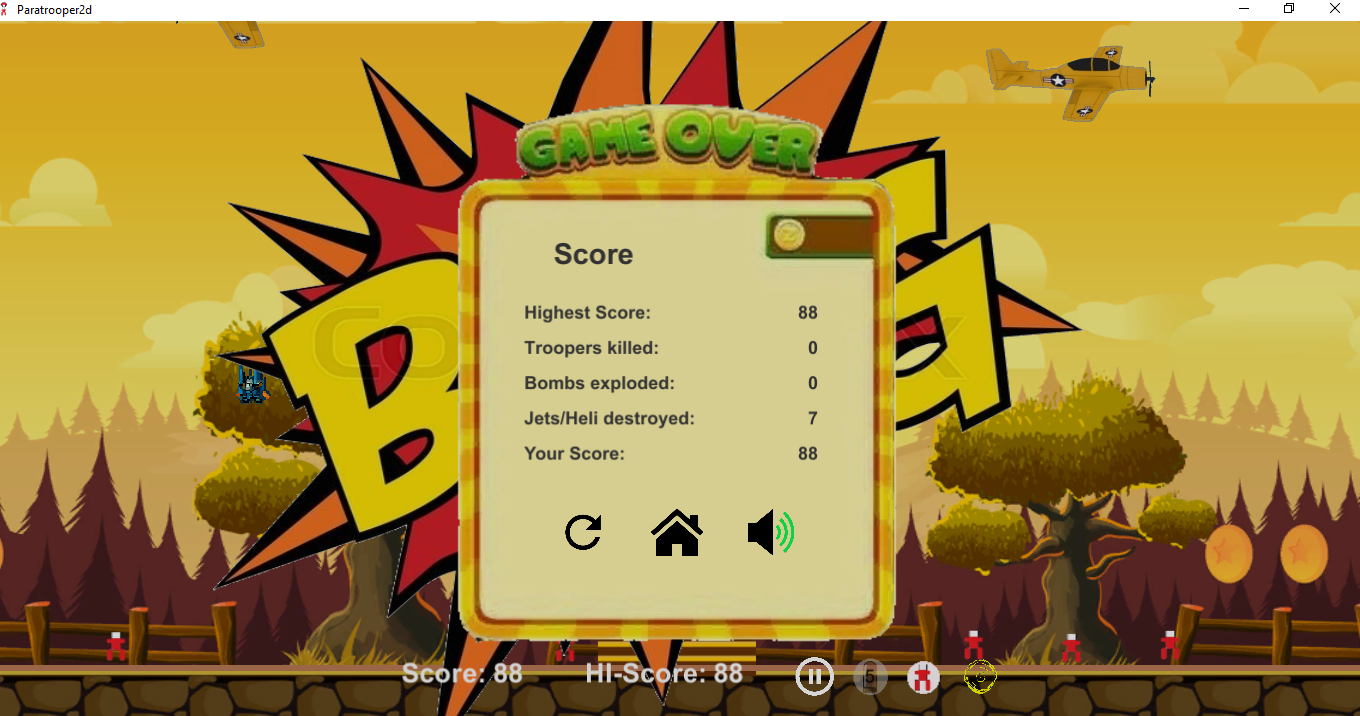 Paratrooper2d
GAME OVER
Score
Highest Score: 88
Troopers killed: 0
Bombs exploded: 0
Jets/Heli destroyed: 7
Your Score: 88
Score: 88 HI-Score: 88
5